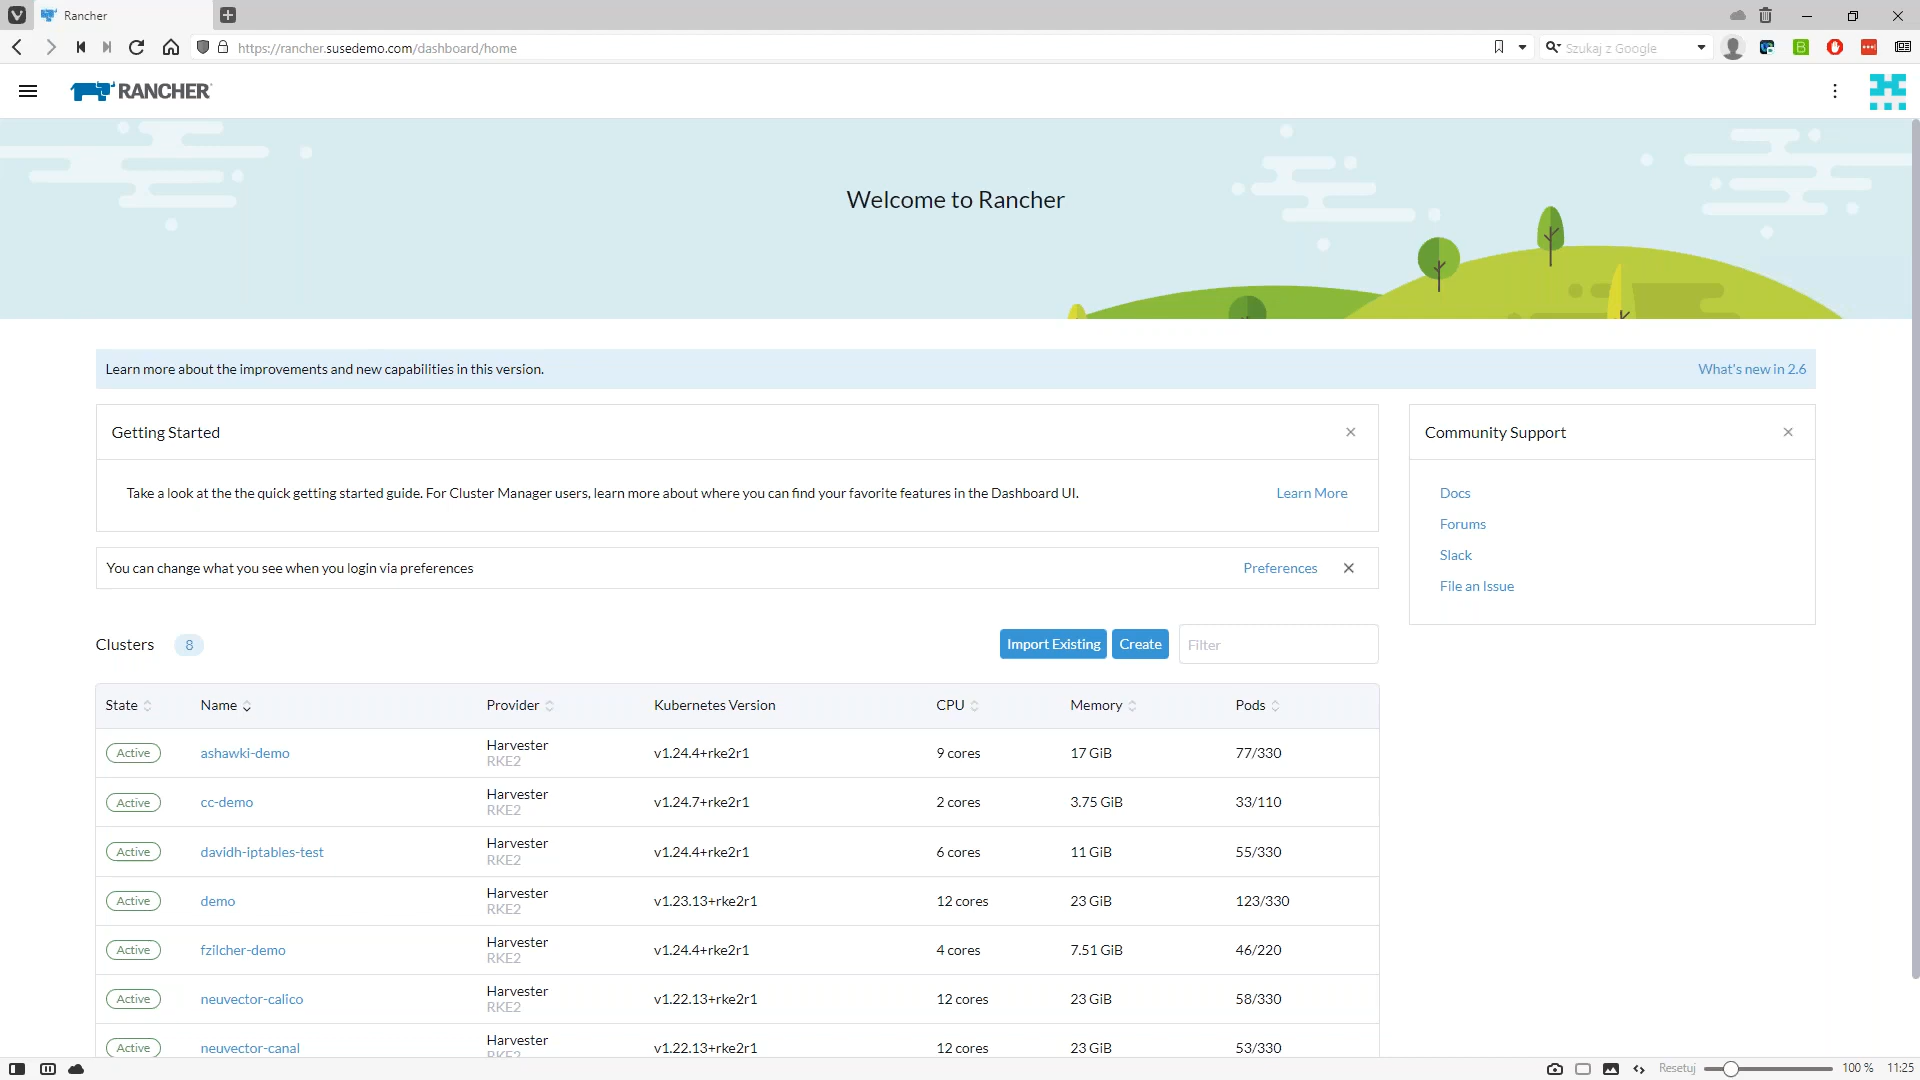 Rancher
https://rancher.susedemo.com/dashboard/home
Szukaj z Google
RANCHER
Welcome to Rancher
Learn more about the improvements and new capabilities in this version.
What's new in 2.6
Getting Started
Take a look at the the quick getting started guide. For Cluster Manager users, learn more about where you can find your favorite features in the Dashboard UI.
Learn More
You can change what you see when you login via preferences
Preferences
Community Support
Docs
Forums
Slack
File an Issue
Clusters 8
Import Existing Create Filter
State Name Provider Kubernetes Version CPU Memory Pods
Active ashawki-demo Harvester RKE2 v1.24.4+rke2r1 9 cores 17 GiB 77/330
Active cc-demo Harvester RKE2 v1.24.7+rke2r1 2 cores 3.75 GiB 33/110
Active davidh-iptables-test Harvester RKE2 v1.24.4+rke2r1 6 cores 11 GiB 55/330
Active demo Harvester RKE2 v1.23.13+rke2r1 12 cores 23 GiB 123/330
Active fzilcher-demo Harvester RKE2 v1.24.4+rke2r1 4 cores 7.51 GiB 46/220
Active neuvector-calico Harvester RKE2 v1.22.13+rke2r1 12 cores 23 GiB 58/330
Active neuvector-canal Harvester RKE2 v1.22.13+rke2r1 12 cores 23 GiB 53/330
Resetuj 100 % 11:25